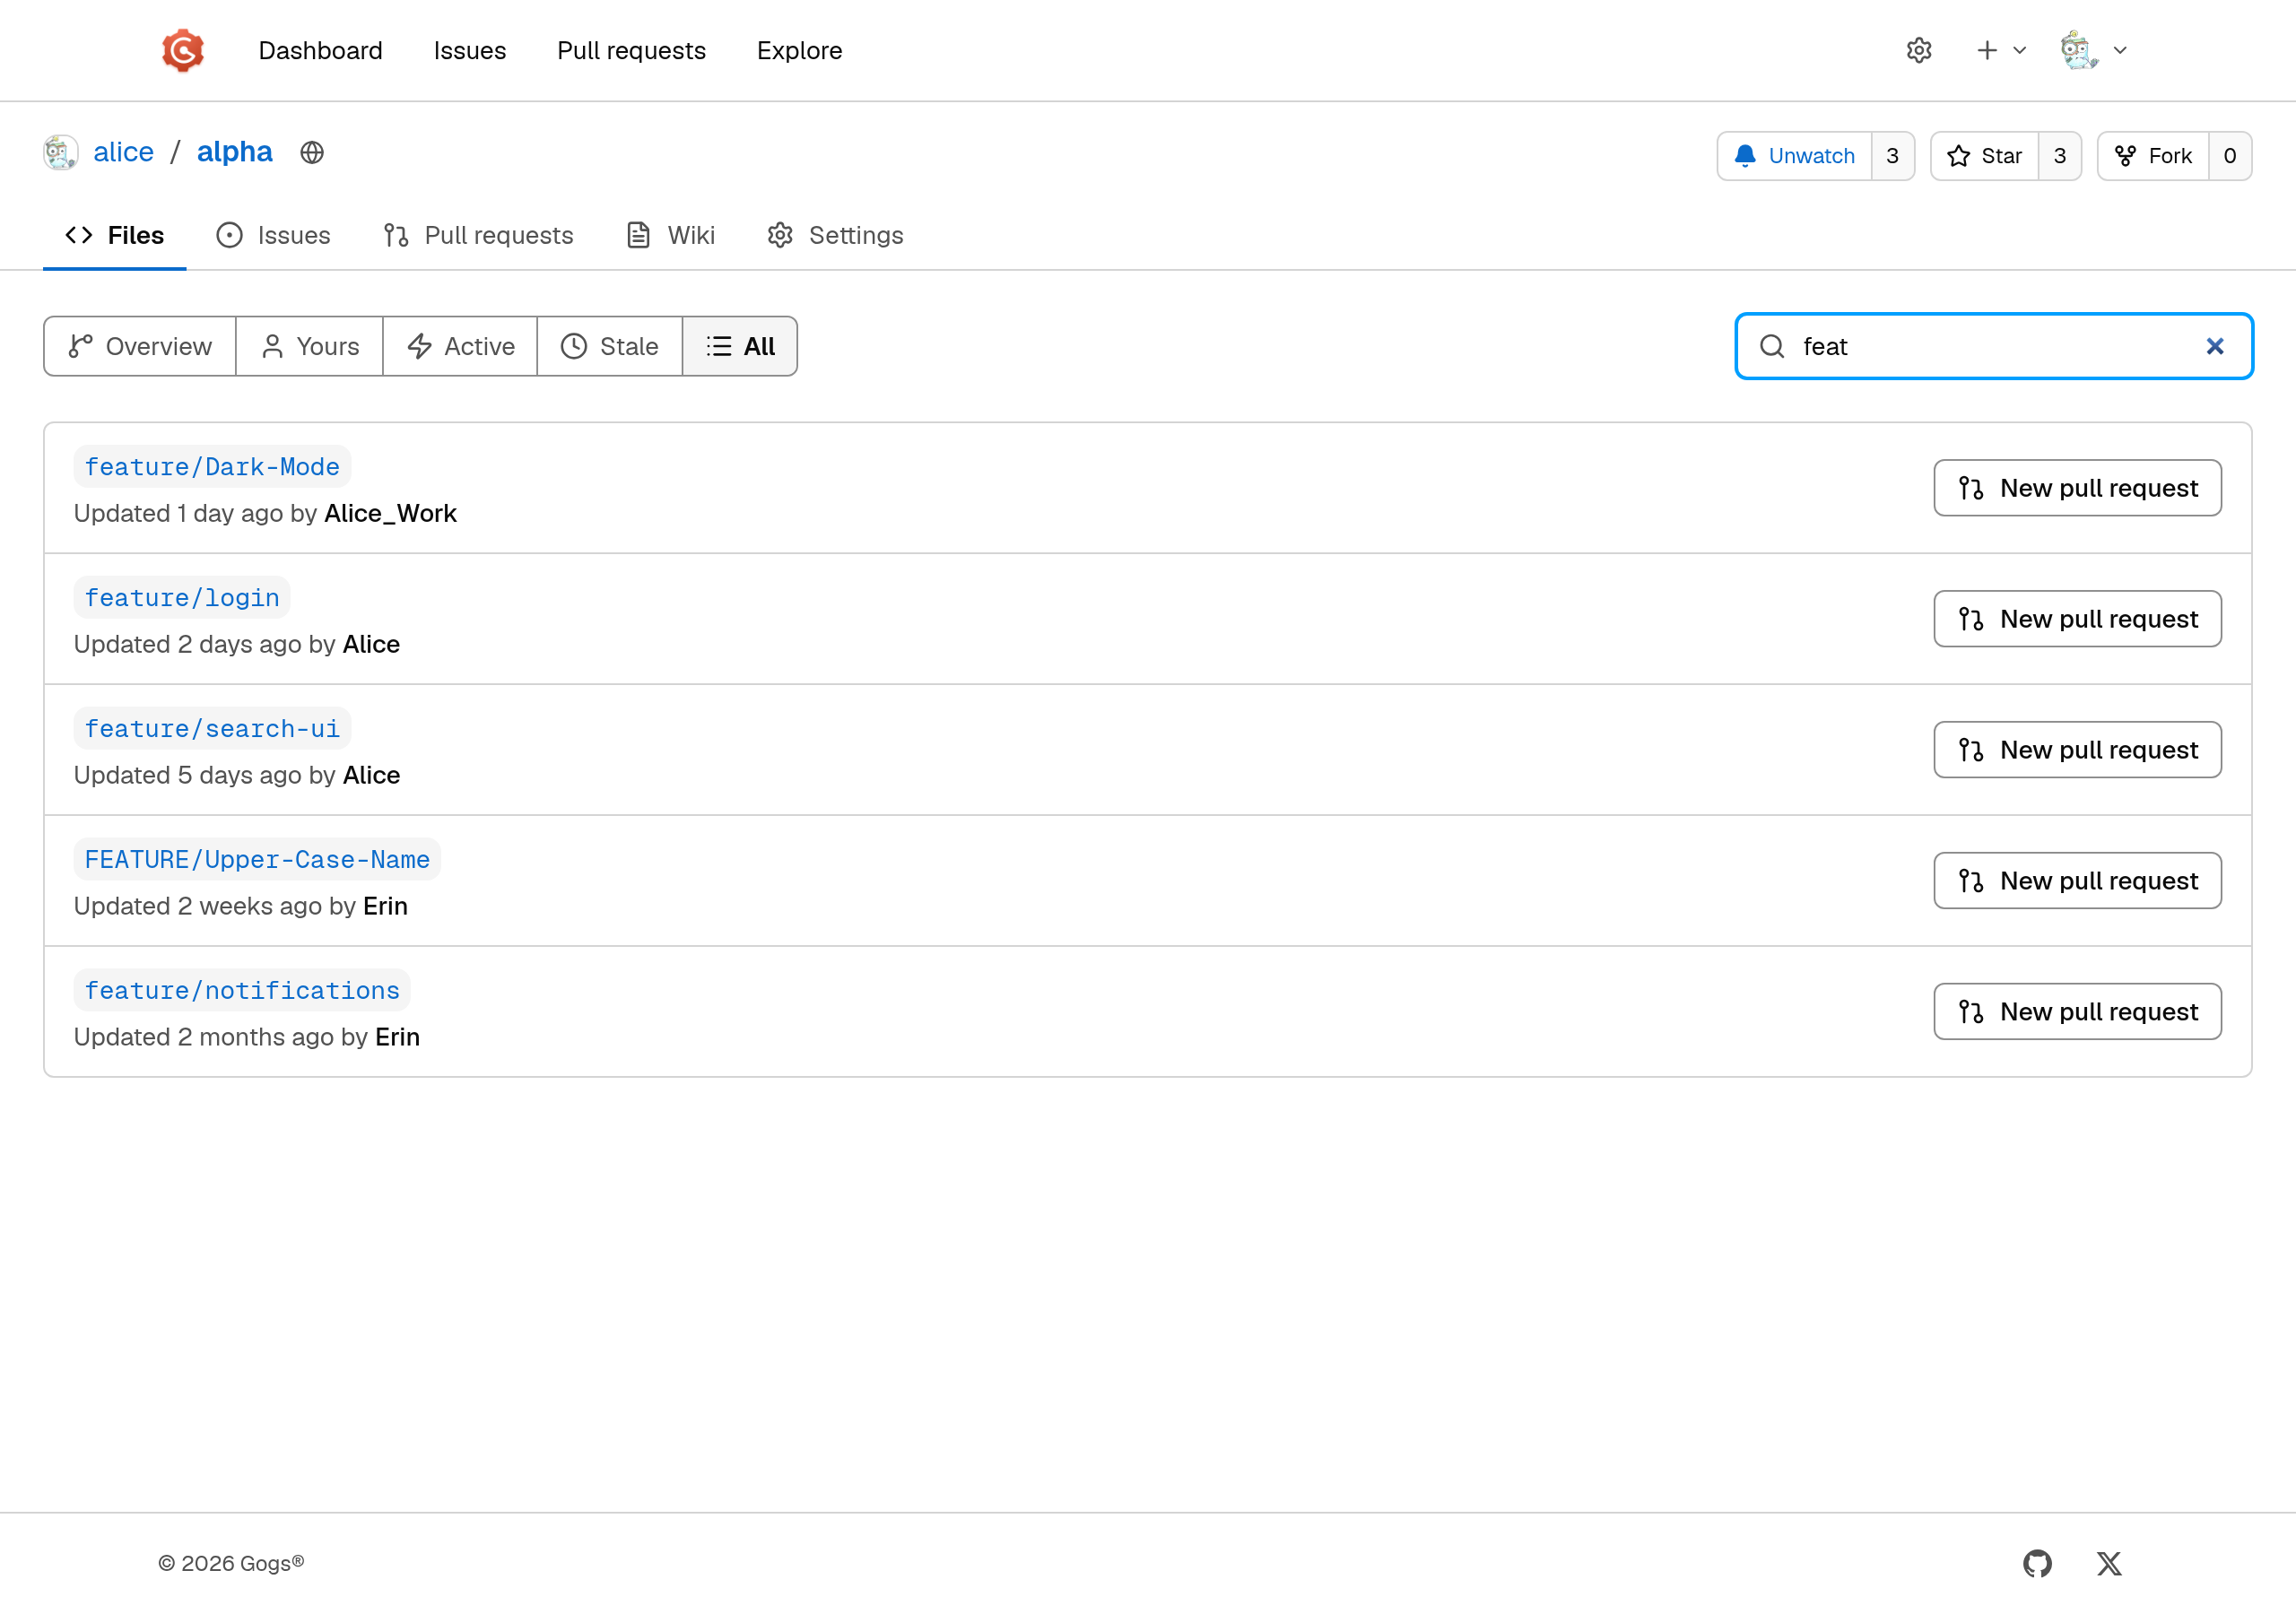 Dashboard Issues Pull requests Explore
alice / alpha
Unwatch 3 Star 3 Fork 0
Files Issues Pull requests Wiki Settings
Overview Yours Active Stale All
feat
feature/Dark-Mode
Updated 1 day ago by Alice_Work
New pull request
feature/login
Updated 2 days ago by Alice
New pull request
feature/search-ui
Updated 5 days ago by Alice
New pull request
FEATURE/Upper-Case-Name
Updated 2 weeks ago by Erin
New pull request
feature/notifications
Updated 2 months ago by Erin
New pull request
© 2026 Gogs®